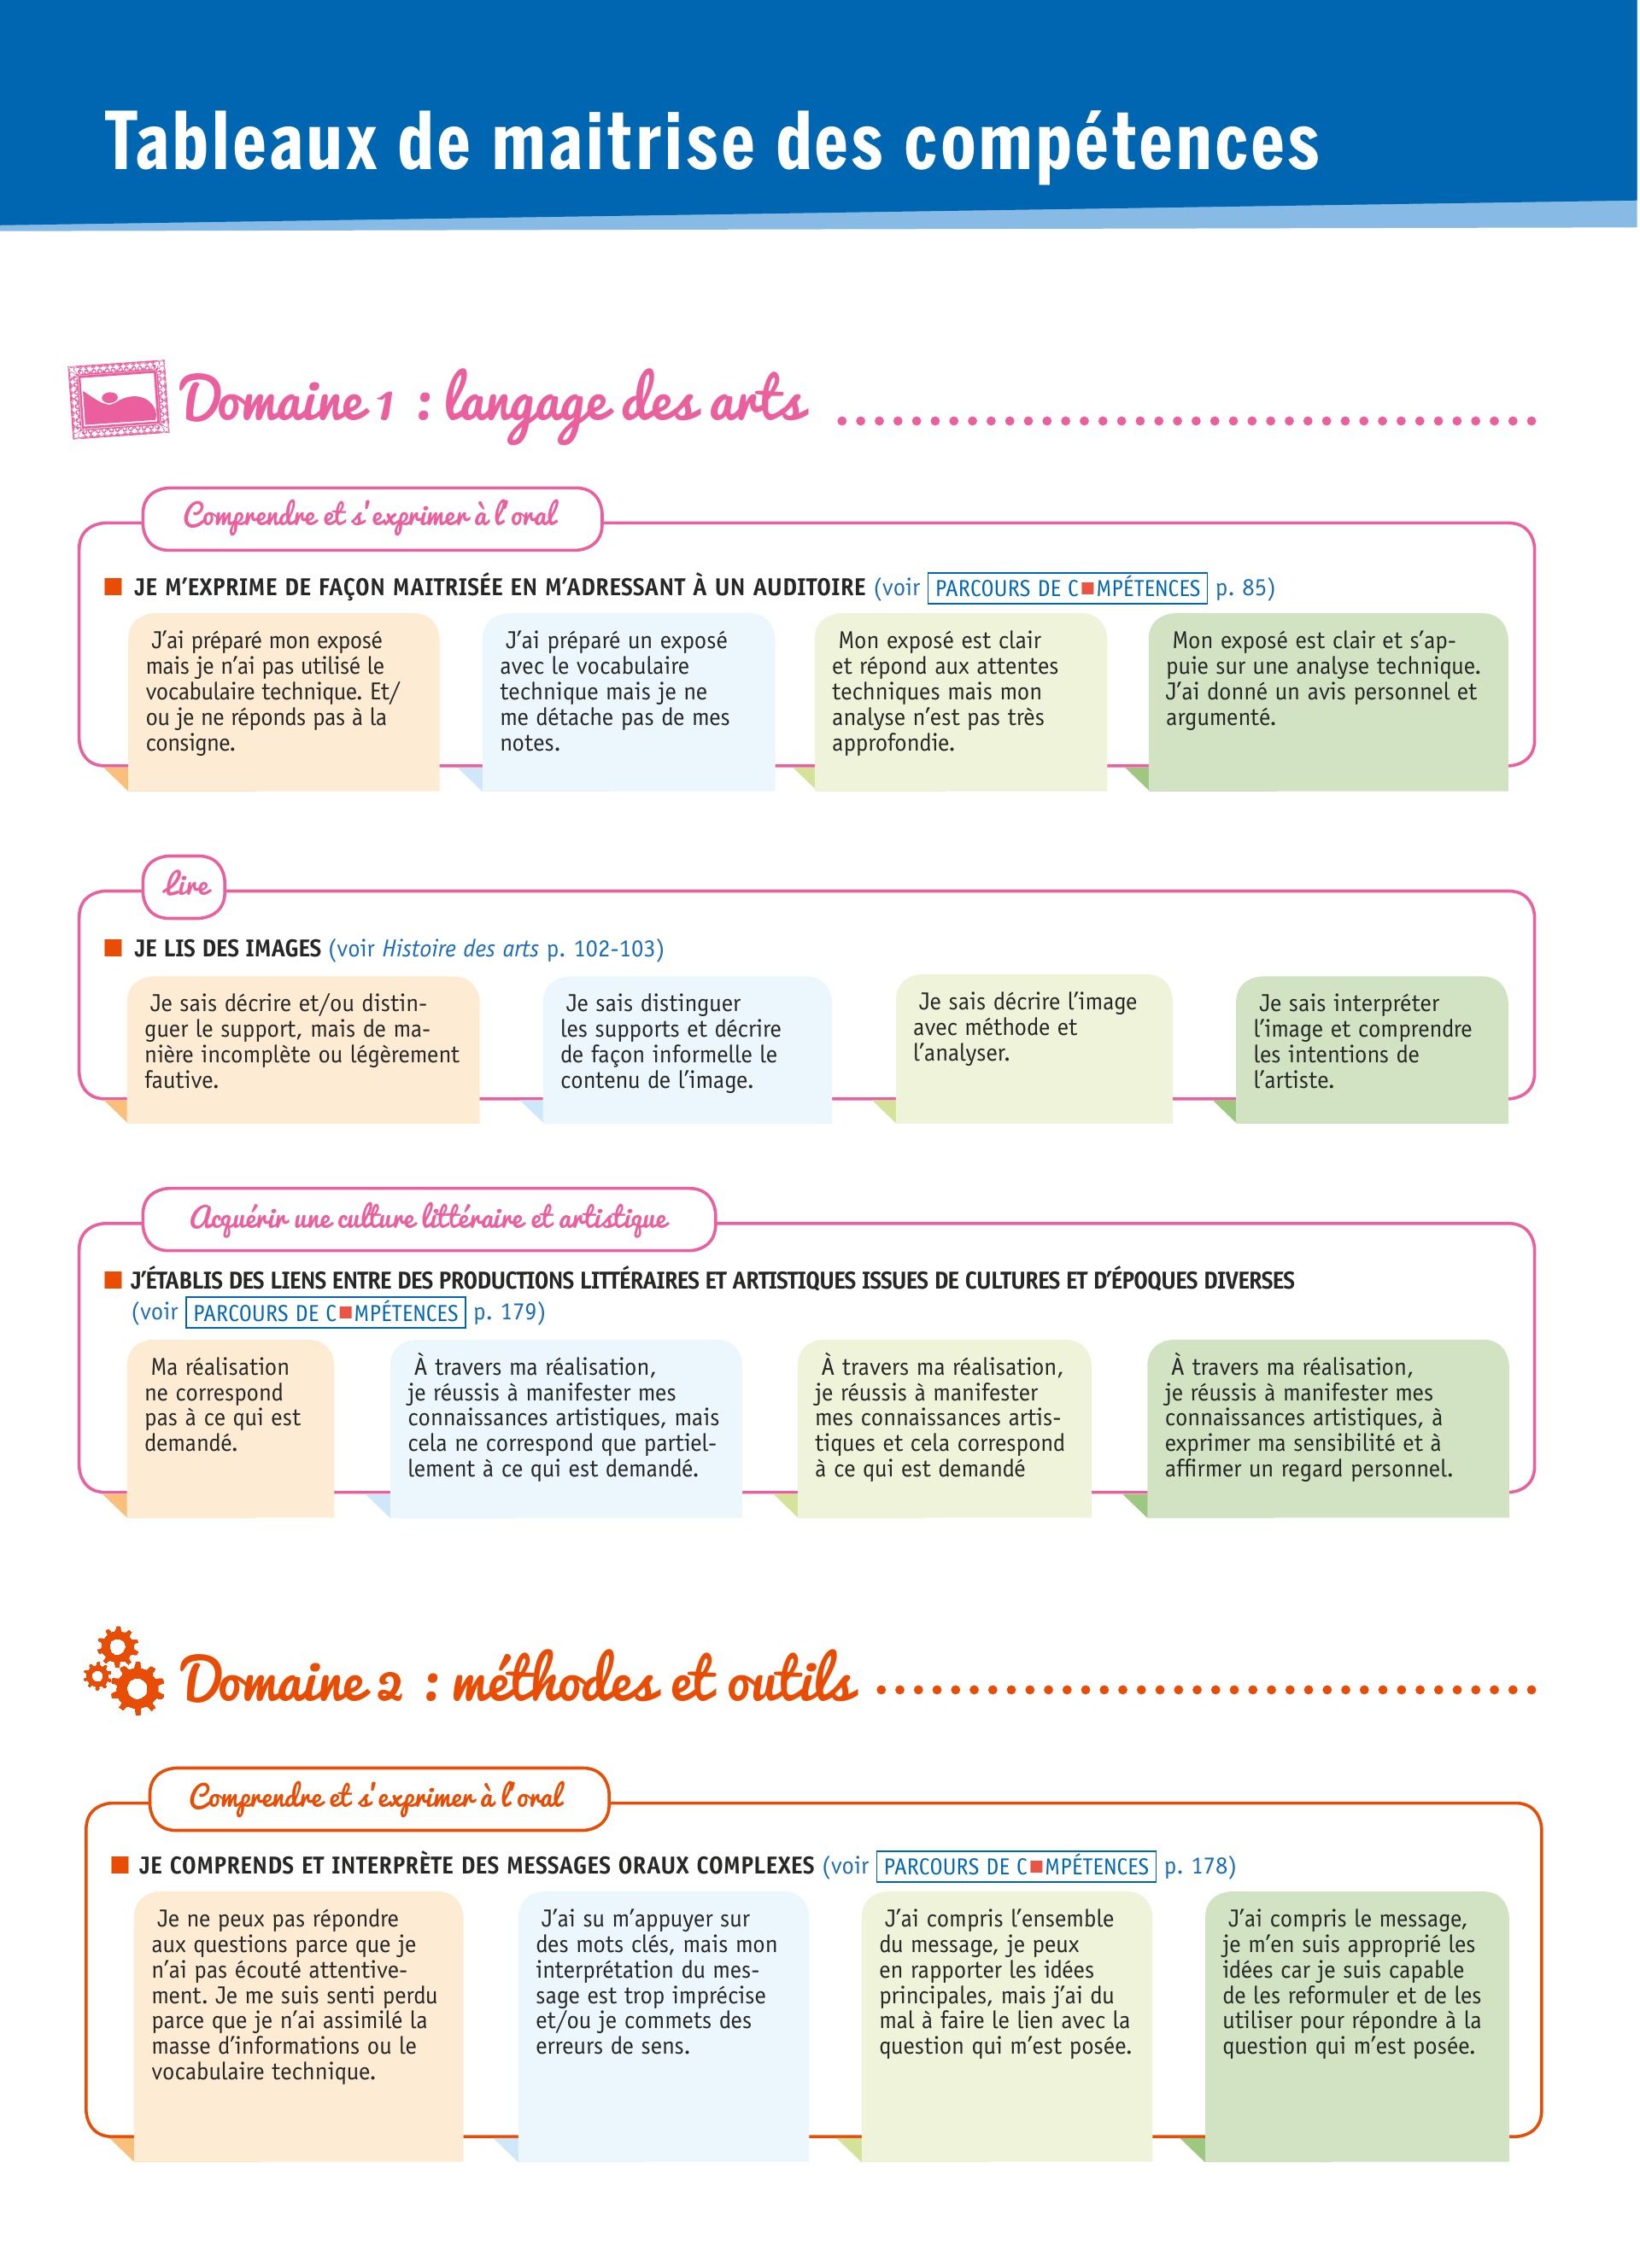 Tableaux de maitrise des compétences
Domaine 1 : langage des arts
Comprendre et s'exprimer à l'oral
JE M'EXPRIME DE FAÇON MAITRISÉE EN M'ADRESSANT À UN AUDITOIRE (voir PARCOURS DE C■MPÉTENCES p. 85)
J'ai préparé mon exposé
mais je n'ai pas utilisé le
vocabulaire technique. Et/
ou je ne réponds pas à la
consigne.
J'ai préparé un exposé
avec le vocabulaire
technique mais je ne
me détache pas de mes
notes.
Mon exposé est clair
et répond aux attentes
techniques mais mon
analyse n'est pas très
approfondie.
Mon exposé est clair et s'ap-
puie sur une analyse technique.
J'ai donné un avis personnel et
argumenté.
Lire
JE LIS DES IMAGES (voir Histoire des arts p. 102-103)
Je sais décrire et/ou distin-
guer le support, mais de ma-
nière incomplète ou légèrement
fautive.
Je sais distinguer
les supports et décrire
de façon informelle le
contenu de l'image.
Je sais décrire l'image
avec méthode et
l'analyser.
Je sais interpréter
l'image et comprendre
les intentions de
l'artiste.
Acquérir une culture littéraire et artistique
J'ÉTABLIS DES LIENS ENTRE DES PRODUCTIONS LITTÉRAIRES ET ARTISTIQUES ISSUES DE CULTURES ET D'ÉPOQUES DIVERSES
(voir PARCOURS DE C■MPÉTENCES p. 179)
Ma réalisation
ne correspond
pas à ce qui est
demandé.
À travers ma réalisation,
je réussis à manifester mes
connaissances artistiques, mais
cela ne correspond que partiel-
lement à ce qui est demandé.
À travers ma réalisation,
je réussis à manifester
mes connaissances artis-
tiques et cela correspond
à ce qui est demandé
À travers ma réalisation,
je réussis à manifester mes
connaissances artistiques, à
exprimer ma sensibilité et à
affirmer un regard personnel.
Domaine 2 : méthodes et outils
Comprendre et s'exprimer à l'oral
JE COMPRENDS ET INTERPRÈTE DES MESSAGES ORAUX COMPLEXES (voir PARCOURS DE C■MPÉTENCES p. 178)
Je ne peux pas répondre
aux questions parce que je
n'ai pas écouté attentive-
ment. Je me suis senti perdu
parce que je n'ai assimilé la
masse d'informations ou le
vocabulaire technique.
J'ai su m'appuyer sur
des mots clés, mais mon
interprétation du mes-
sage est trop imprécise
et/ou je commets des
erreurs de sens.
J'ai compris l'ensemble
du message, je peux
en rapporter les idées
principales, mais j'ai du
mal à faire le lien avec la
question qui m'est posée.
J'ai compris le message,
je m'en suis approprié les
idées car je suis capable
de les reformuler et de les
utiliser pour répondre à la
question qui m'est posée.